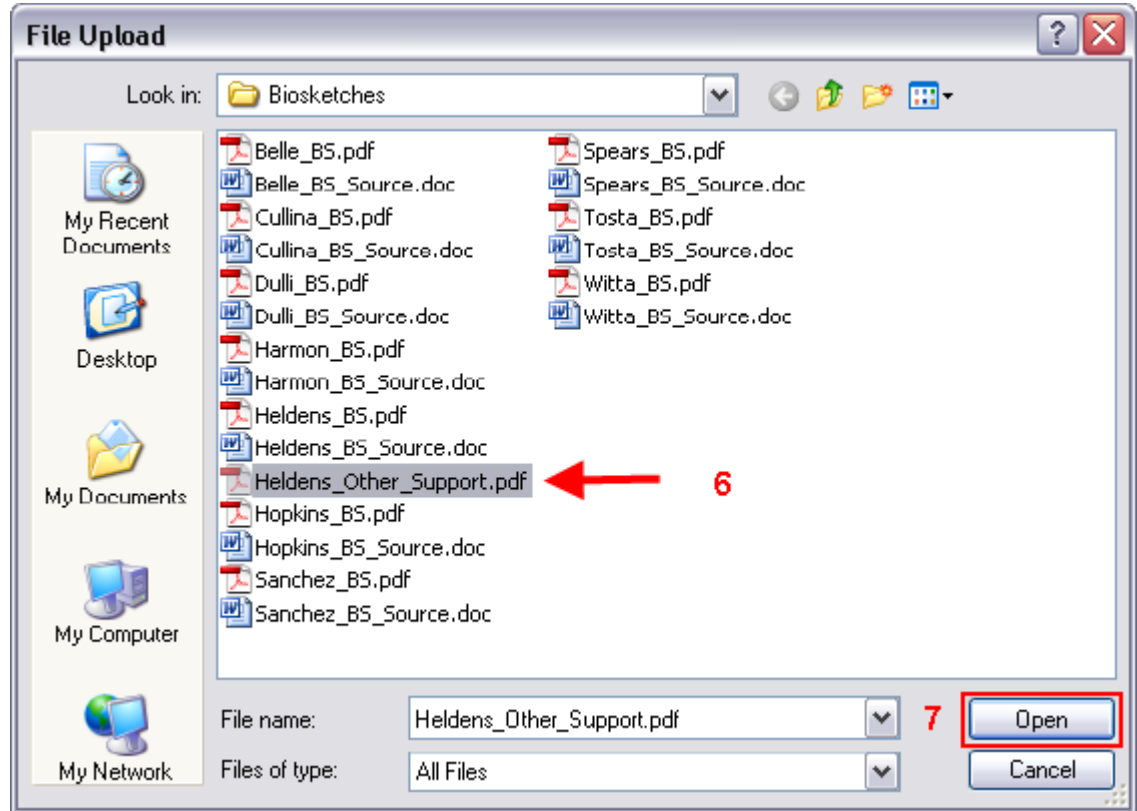 File Upload
Look in:
Biosketches
My Recent
Documents
Desktop
My Documents
My Computer
My Network
Belle_BS.pdf
Belle_BS_Source.doc
Cullina_BS.pdf
Cullina_BS_Source.doc
Dulli_BS.pdf
Dulli_BS_Source.doc
Harmon_BS.pdf
Harmon_BS_Source.doc
Heldens_BS.pdf
Heldens_BS_Source.doc
Heldens_Other_Support.pdf
6
Hopkins_BS.pdf
Hopkins_BS_Source.doc
Sanchez_BS.pdf
Sanchez_BS_Source.doc
Spears_BS.pdf
Spears_BS_Source.doc
Tosta_BS.pdf
Tosta_BS_Source.doc
Witta_BS.pdf
Witta_BS_Source.doc
File name:
Heldens_Other_Support.pdf
7
Open
Files of type:
All Files
Cancel